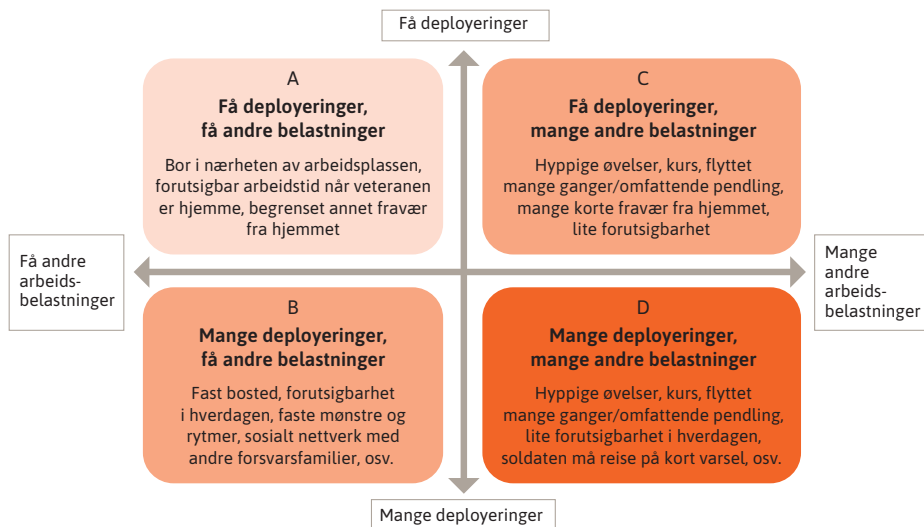 Få deployeringer
A
Få deployeringer,
få andre belastninger
Bor i nærheten av arbeidsplassen,
forutsigbar arbeidstid når veteranen
er hjemme, begrenset annet fravær
fra hjemmet
C
Få deployeringer,
mange andre belastninger
Hyppige øvelser, kurs, flyttet
mange ganger/omfattende pendling,
mange korte fravær fra hjemmet,
lite forutsigbarhet
Få andre
arbeids-
belastninger
Mange
andre
arbeids-
belastninger
B
Mange deployeringer,
få andre belastninger
Fast bosted, forutsigbarhet
i hverdagen, faste mønstre og
rytmer, sosialt nettverk med
andre forsvarsfamilier, osv.
D
Mange deployeringer,
mange andre belastninger
Hyppige øvelser, kurs, flyttet
mange ganger/omfattende pendling,
lite forutsigbarhet i hverdagen,
soldaten må reise på kort varsel, osv.
Mange deployeringer